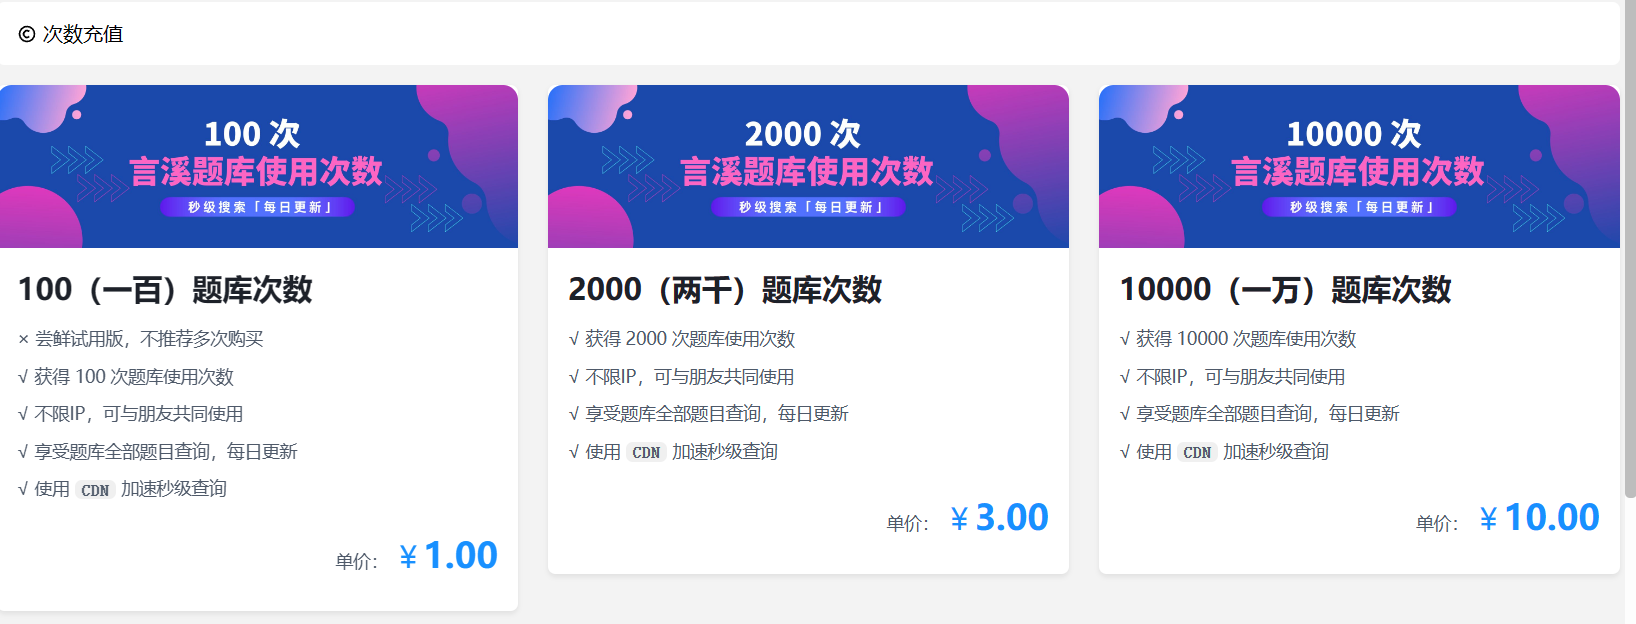 © 次数充值
100 次
言溪题库使用次数
秒级搜索「每日更新」
100（一百）题库次数
× 尝鲜试用版，不推荐多次购买
√ 获得 100 次题库使用次数
√ 不限IP，可与朋友共同使用
√ 享受题库全部题目查询，每日更新
√ 使用 CDN 加速秒级查询
单价： ¥ 1.00
2000 次
言溪题库使用次数
秒级搜索「每日更新」
2000（两千）题库次数
√ 获得 2000 次题库使用次数
√ 不限IP，可与朋友共同使用
√ 享受题库全部题目查询，每日更新
√ 使用 CDN 加速秒级查询
单价： ¥ 3.00
10000 次
言溪题库使用次数
秒级搜索「每日更新」
10000（一万）题库次数
√ 获得 10000 次题库使用次数
√ 不限IP，可与朋友共同使用
√ 享受题库全部题目查询，每日更新
√ 使用 CDN 加速秒级查询
单价： ¥ 10.00